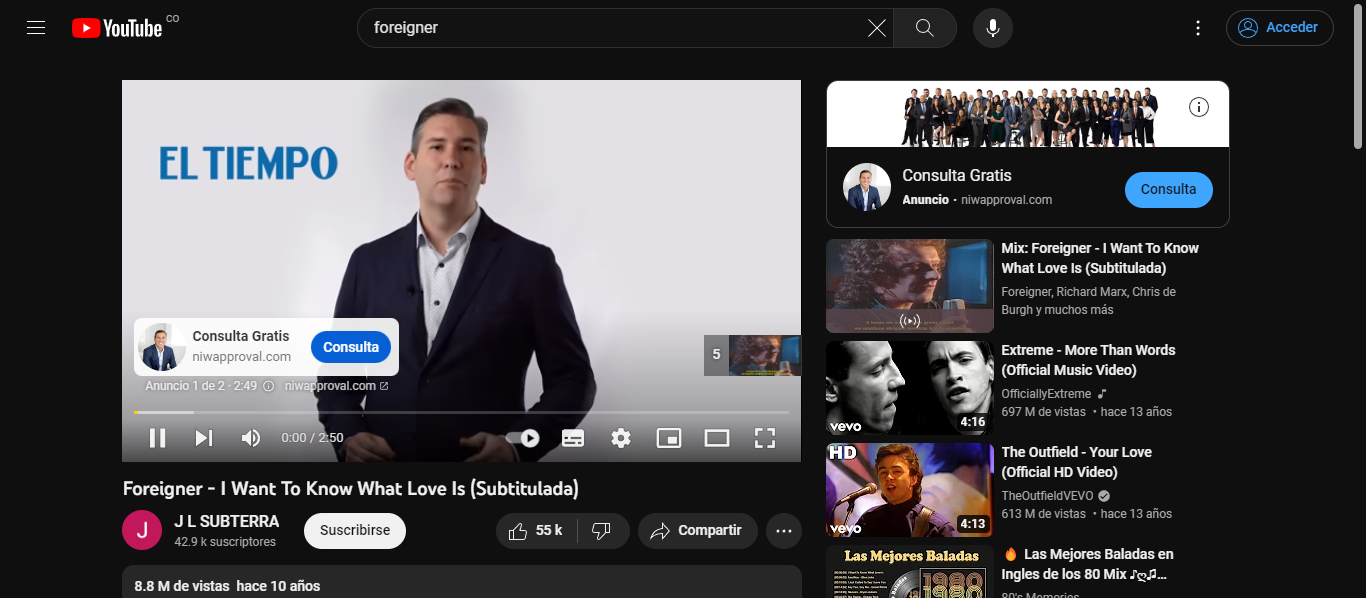 YouTube CO
foreigner
Acceder
EL TIEMPO
Consulta Gratis
niwapproval.com
Consulta
Anuncio 1 de 2 · 2:49
niwapproval.com
5
0:00 / 2:50
Foreigner - I Want To Know What Love Is (Subtitulada)
J
J L SUBTERRA
42.9 k suscriptores
Suscribirse
55 k
Compartir
8.8 M de vistas hace 10 años
Consulta Gratis
Anuncio · niwapproval.com
Consulta
Mix: Foreigner - I Want To Know
What Love Is (Subtitulada)
Foreigner, Richard Marx, Chris de
Burgh y muchos más
vevo
4:16
Extreme - More Than Words
(Official Music Video)
OfficiallyExtreme
697 M de vistas • hace 13 años
HD
vevo
4:13
The Outfield - Your Love
(Official HD Video)
TheOutfieldVEVO
613 M de vistas • hace 13 años
Las Mejores Baladas
1980
🔥 Las Mejores Baladas en
Ingles de los 80 Mix ♪ღ♫...
80's Memories